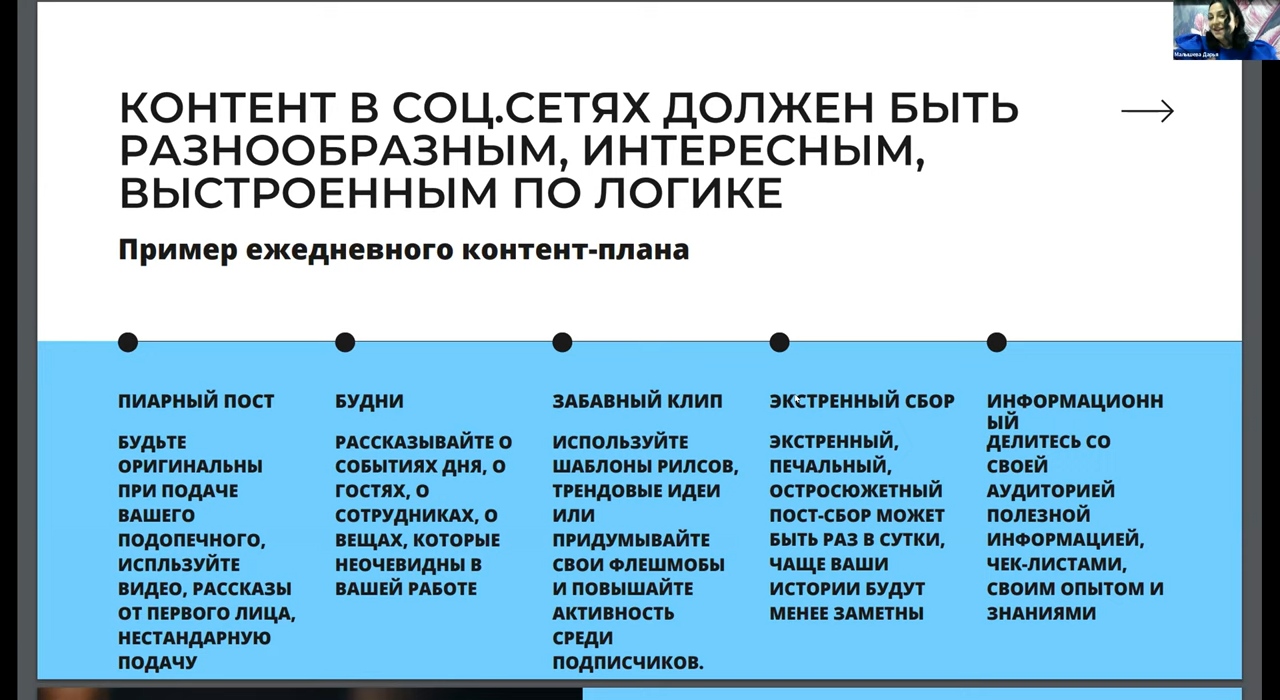 Малышева Дарья
КОНТЕНТ В СОЦ.СЕТЯХ ДОЛЖЕН БЫТЬ
РАЗНООБРАЗНЫМ, ИНТЕРЕСНЫМ,
ВЫСТРОЕННЫМ ПО ЛОГИКЕ
Пример ежедневного контент-плана
ПИАРНЫЙ ПОСТ
БУДЬТЕ
ОРИГИНАЛЬНЫ
ПРИ ПОДАЧЕ
ВАШЕГО
ПОДОПЕЧНОГО,
ИСПЛЬЗУЙТЕ
ВИДЕО, РАССКАЗЫ
ОТ ПЕРВОГО ЛИЦА,
НЕСТАНДАРНУЮ
ПОДАЧУ
БУДНИ
РАССКАЗЫВАЙТЕ О
СОБЫТИЯХ ДНЯ, О
ГОСТЯХ, О
СОТРУДНИКАХ, О
ВЕЩАХ, КОТОРЫЕ
НЕОЧЕВИДНЫ В
ВАШЕЙ РАБОТЕ
ЗАБАВНЫЙ КЛИП
ИСПОЛЬЗУЙТЕ
ШАБЛОНЫ РИЛСОВ,
ТРЕНДОВЫЕ ИДЕИ
ИЛИ
ПРИДУМЫВАЙТЕ
СВОИ ФЛЕШМОБЫ
И ПОВЫШАЙТЕ
АКТИВНОСТЬ
СРЕДИ
ПОДПИСЧИКОВ.
ЭКСТРЕННЫЙ СБОР
ЭКСТРЕННЫЙ,
ПЕЧАЛЬНЫЙ,
ОСТРОСЮЖЕТНЫЙ
ПОСТ-СБОР МОЖЕТ
БЫТЬ РАЗ В СУТКИ,
ЧАЩЕ ВАШИ
ИСТОРИИ БУДУТ
МЕНЕЕ ЗАМЕТНЫ
ИНФОРМАЦИОНН
ЫЙ
ДЕЛИТЕСЬ СО
СВОЕЙ
АУДИТОРИЕЙ
ПОЛЕЗНОЙ
ИНФОРМАЦИЕЙ,
ЧЕК-ЛИСТАМИ,
СВОИМ ОПЫТОМ И
ЗНАНИЯМИ